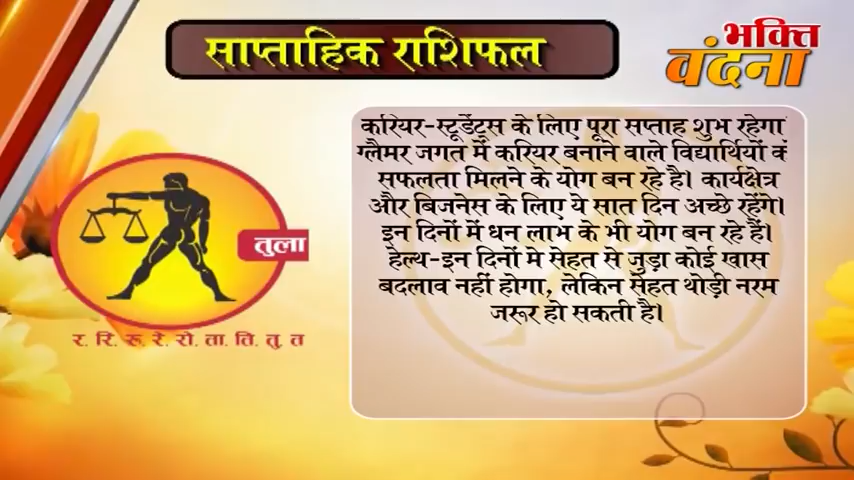 साप्ताहिक राशिफल
भक्ति
वंदना
करियर-स्टूडेंट्स के लिए पूरा सप्ताह शुभ रहेगा
ग्लैमर जगत में करियर बनाने वाले विद्यार्थियों
सफलता मिलने के योग बन रहे है। कार्यक्षेत्र
और बिजनेस के लिए ये सात दिन अच्छे रहेंगे।
इन दिनों में धन लाभ के भी योग बन रहे हैं।
हेल्थ-इन दिनों मे सेहत से जुड़ा कोई खास
बदलाव नहीं होगा, लेकिन सेहत थोड़ी नरम
जरूर हो सकती है।
तुला
र. रि. रू. रे. रो. ता. ति. तु. त